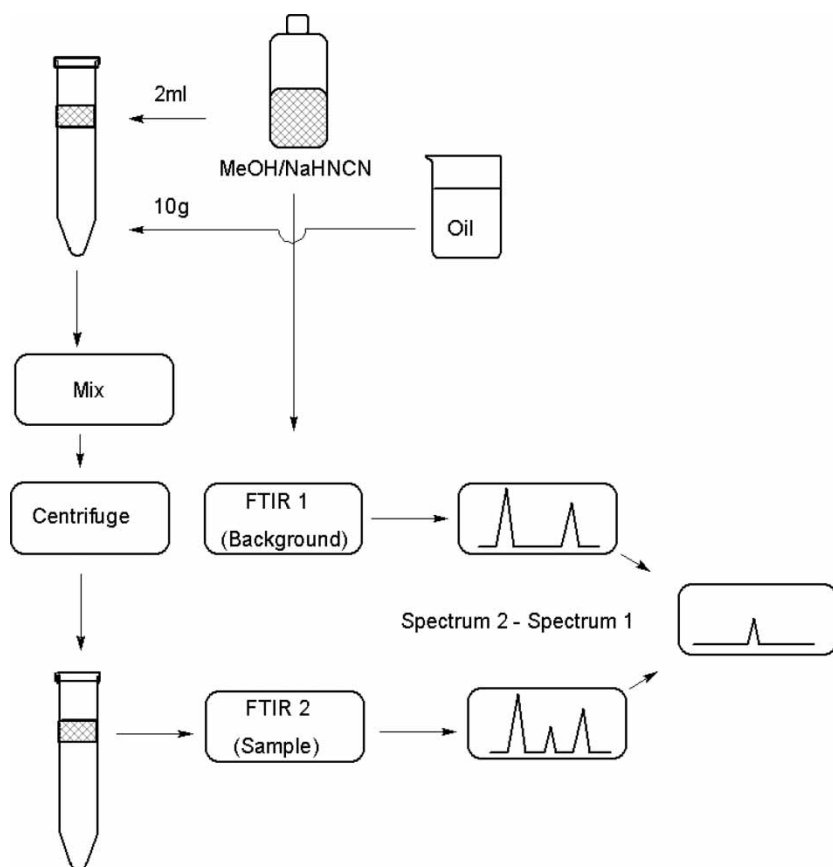 2ml
MeOH/NaHNCN
10g
Oil
Mix
Centrifuge
FTIR 1
(Background)
Spectrum 2 - Spectrum 1
FTIR 2
(Sample)